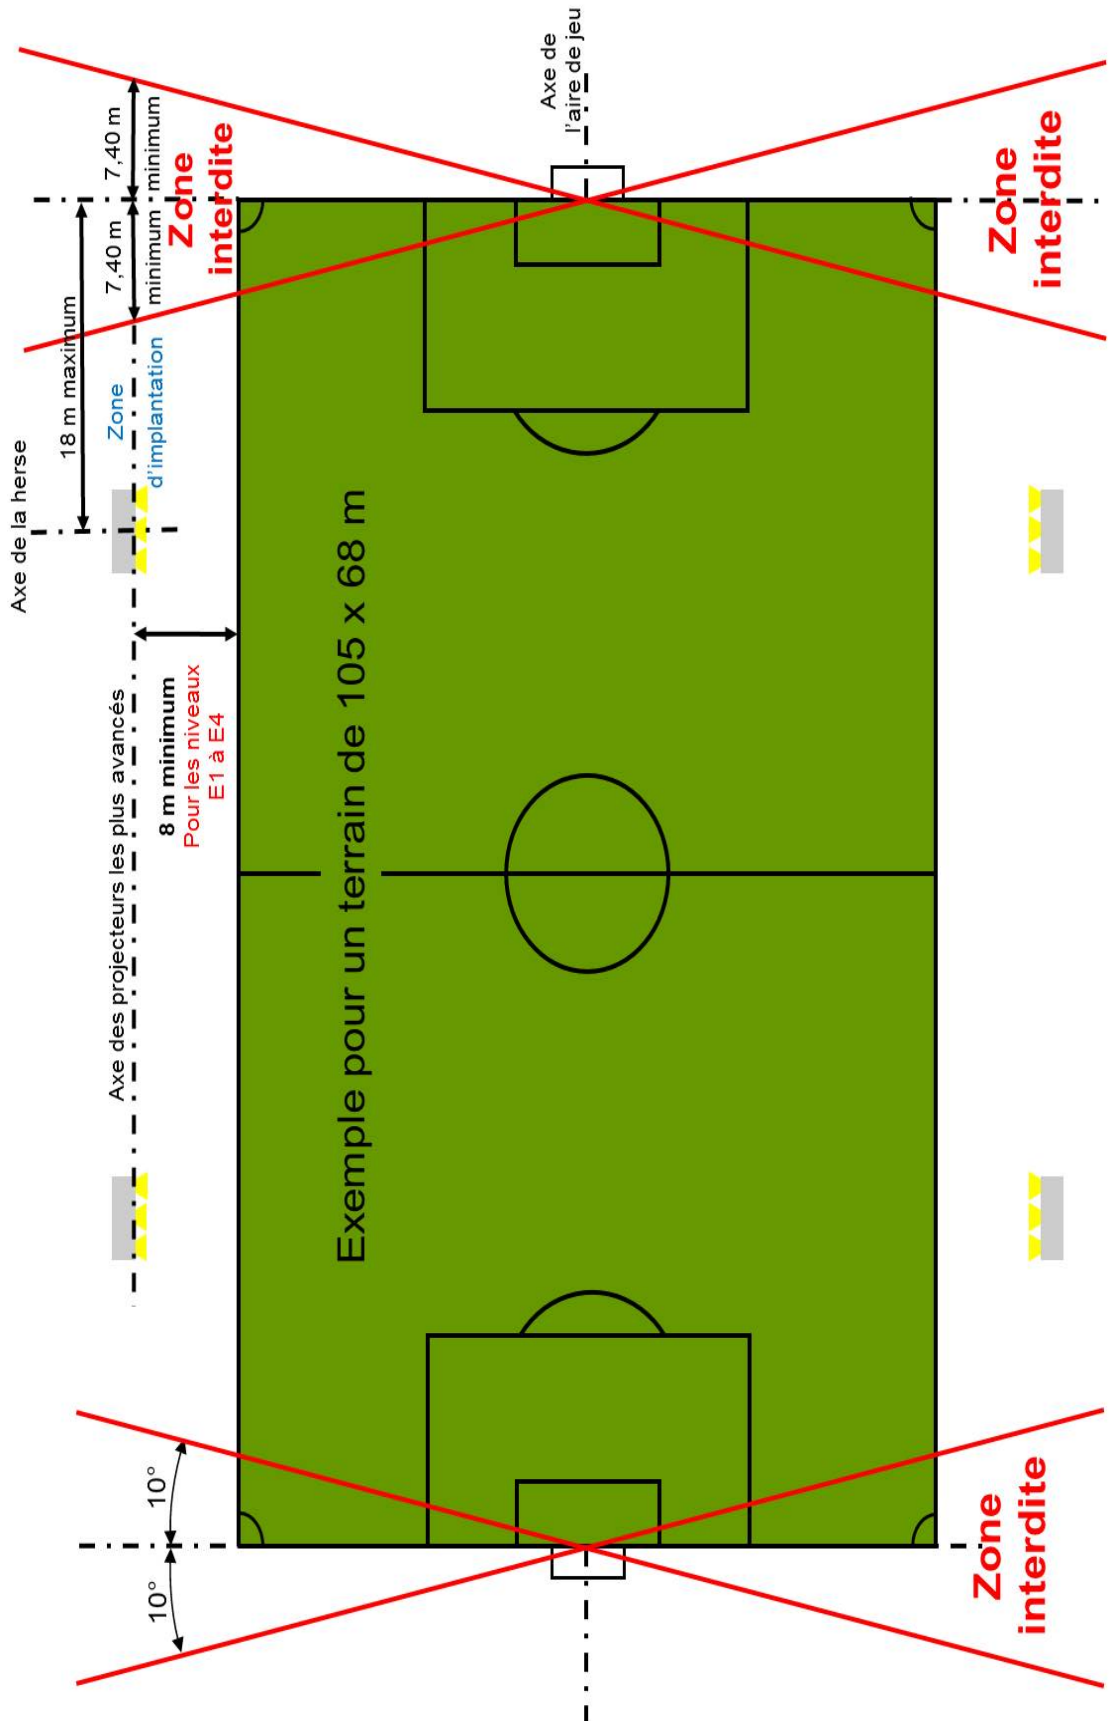 Axe de
l'aire de jeu
7,40 m
minimum
Zone
interdite
7,40 m
minimum
18 m maximum
Zone
d'implantation
Axe de la herse
Axe des projecteurs les plus avancés
8 m minimum
Pour les niveaux
E1 à E4
Exemple pour un terrain de 105 x 68 m
Zone
interdite
10°
10°
Zone
interdite